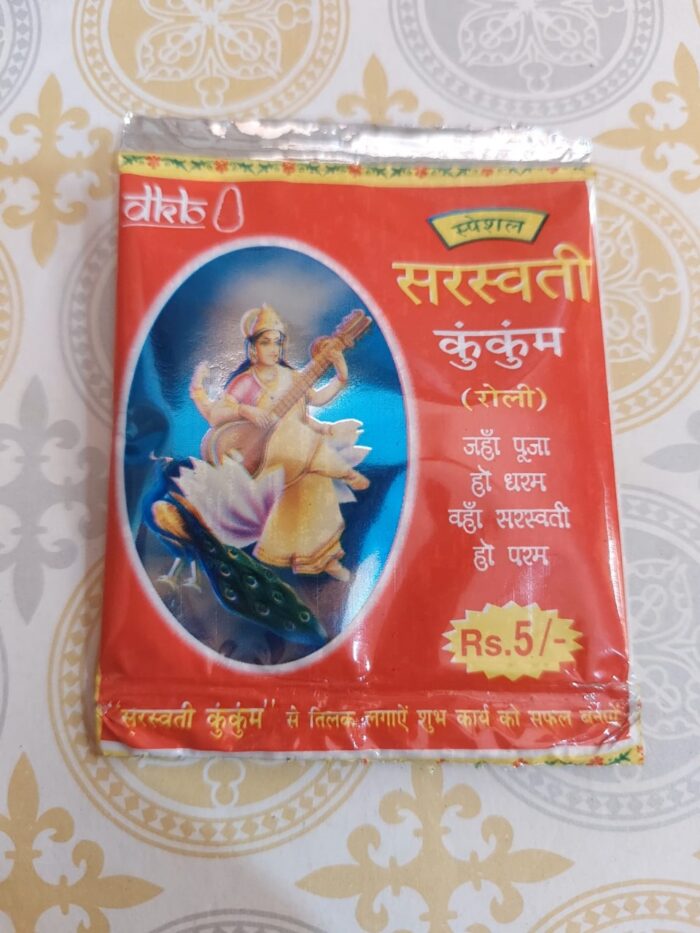 dkb
स्पेशल
सरस्वती
कुंकुंम
(रोली)
जहाँ पूजा
हो धरम
वहाँ सरस्वती
हो परम
Rs.5/-
"सरस्वती कुंकुंम" से तिलक लगाऐं शुभ कार्य को सफल बनाऐं